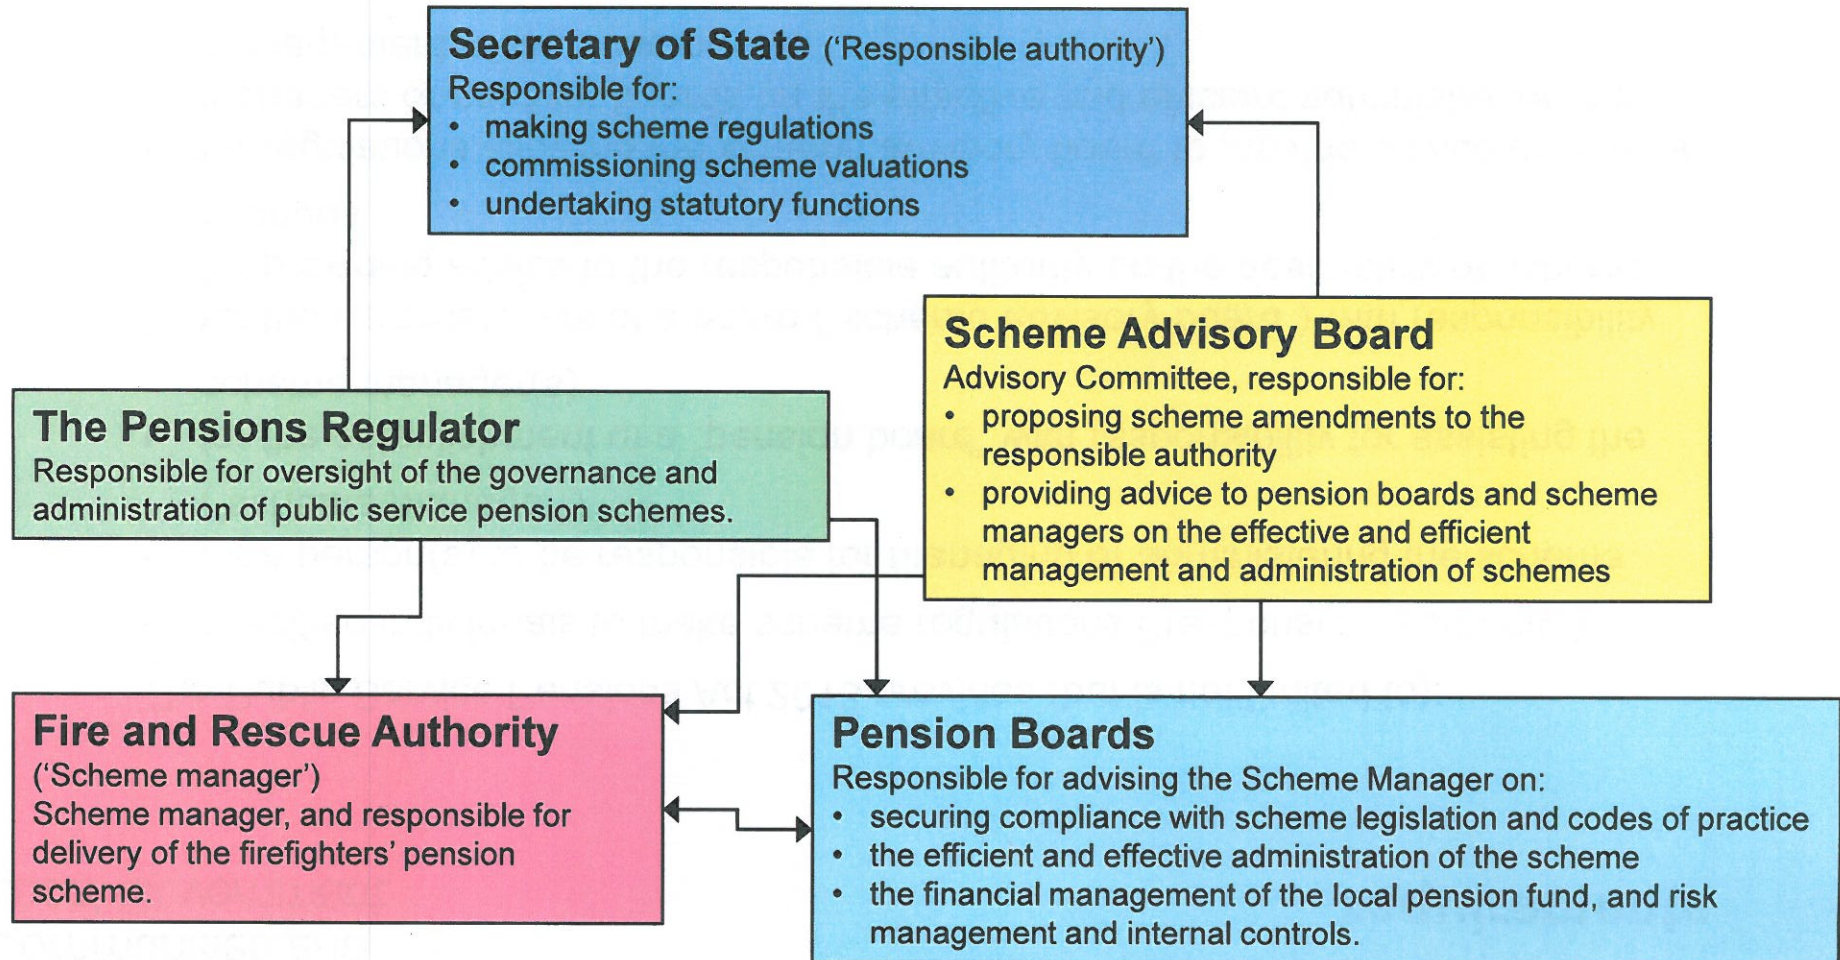 Secretary of State (‘Responsible authority’)
Responsible for:
• making scheme regulations
• commissioning scheme valuations
• undertaking statutory functions
Scheme Advisory Board
Advisory Committee, responsible for:
• proposing scheme amendments to the
responsible authority
• providing advice to pension boards and scheme
managers on the effective and efficient
management and administration of schemes
The Pensions Regulator
Responsible for oversight of the governance and
administration of public service pension schemes.
Fire and Rescue Authority
(‘Scheme manager’)
Scheme manager, and responsible for
delivery of the firefighters’ pension
scheme.
Pension Boards
Responsible for advising the Scheme Manager on:
• securing compliance with scheme legislation and codes of practice
• the efficient and effective administration of the scheme
• the financial management of the local pension fund, and risk
management and internal controls.